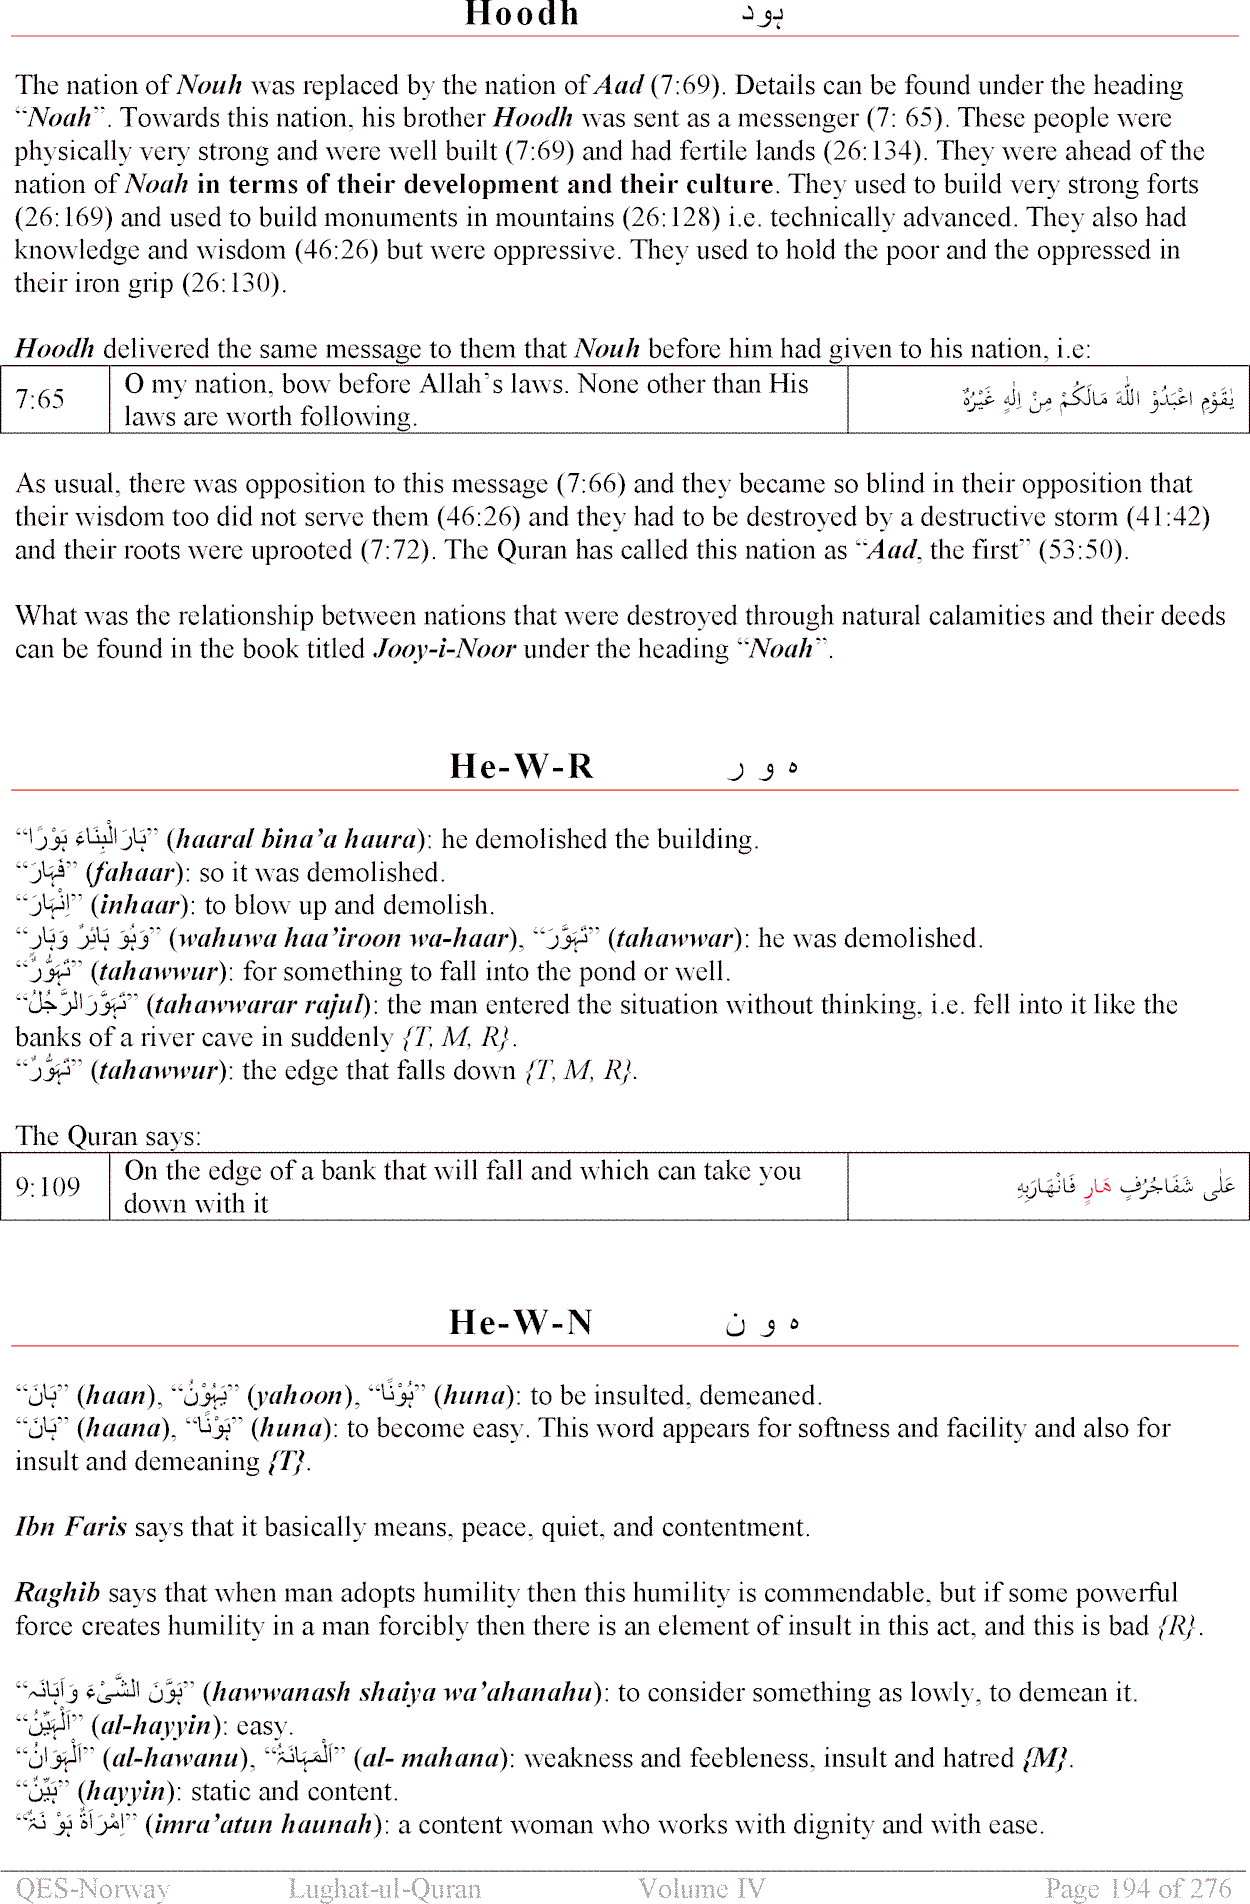 Hoodh ہود
The nation of Nouh was replaced by the nation of Aad (7:69). Details can be found under the heading
“Noah”. Towards this nation, his brother Hoodh was sent as a messenger (7: 65). These people were
physically very strong and were well built (7:69) and had fertile lands (26:134). They were ahead of the
nation of Noah in terms of their development and their culture. They used to build very strong forts
(26:169) and used to build monuments in mountains (26:128) i.e. technically advanced. They also had
knowledge and wisdom (46:26) but were oppressive. They used to hold the poor and the oppressed in
their iron grip (26:130).
Hoodh delivered the same message to them that Nouh before him had given to his nation, i.e:
7:65 O my nation, bow before Allah’s laws. None other than His
laws are worth following.
يٰقَوْمِ اعْبُدُوْ اللّٰهَ مَالَكُمْ مِنْ اِلٰهٍ غَيْرُهٗ
As usual, there was opposition to this message (7:66) and they became so blind in their opposition that
their wisdom too did not serve them (46:26) and they had to be destroyed by a destructive storm (41:42)
and their roots were uprooted (7:72). The Quran has called this nation as “Aad, the first” (53:50).
What was the relationship between nations that were destroyed through natural calamities and their deeds
can be found in the book titled Jooy-i-Noor under the heading “Noah”.
He-W-R ہ و ر
“ہَارَ الْبِنَاءَ ہَوْرًا” (haaral bina’a haura): he demolished the building.
“فَہَارَ” (fahaar): so it was demolished.
“اِنْہَارَ” (inhaar): to blow up and demolish.
“وَہُوَ ہَائِرٌ وَہَارٍ” (wahuwa haa’iroon wa-haar), “تَہَوَّرَ” (tahawwar): he was demolished.
“تَہَوُّرٌ” (tahawwur): for something to fall into the pond or well.
“تَہَوَّرَ الرَّجُلُ” (tahawwarar rajul): the man entered the situation without thinking, i.e. fell into it like the
banks of a river cave in suddenly {T, M, R}.
“تَہَوُّرٌ” (tahawwur): the edge that falls down {T, M, R}.
The Quran says:
9:109 On the edge of a bank that will fall and which can take you
down with it
عَلٰى شَفَاجُرُفٍ هَارٍ فَانْهَارَبِهٖ
He-W-N ہ و ن
“ہَانَ” (haan), “یَہُوْنُ” (yahoon), “ہُوْنًا” (huna): to be insulted, demeaned.
“ہَانَ” (haana), “ہَوْنًا” (huna): to become easy. This word appears for softness and facility and also for
insult and demeaning {T}.
Ibn Faris says that it basically means, peace, quiet, and contentment.
Raghib says that when man adopts humility then this humility is commendable, but if some powerful
force creates humility in a man forcibly then there is an element of insult in this act, and this is bad {R}.
“ہَوَّنَ الشَّیْءَ وَاَہَانَہ” (hawwanash shaiya wa’ahanahu): to consider something as lowly, to demean it.
“اَلْہَیِّنُ” (al-hayyin): easy.
“اَلْہَوَانُ” (al-hawanu), “اَلْمَہَانَۃُ” (al- mahana): weakness and feebleness, insult and hatred {M}.
“ہَیِّنٌ” (hayyin): static and content.
“اِمْرَاَۃٌ ہَوْ نَۃٌ” (imra’atun haunah): a content woman who works with dignity and with ease.
QES-Norway Lughat-ul-Quran Volume IV Page 194 of 276